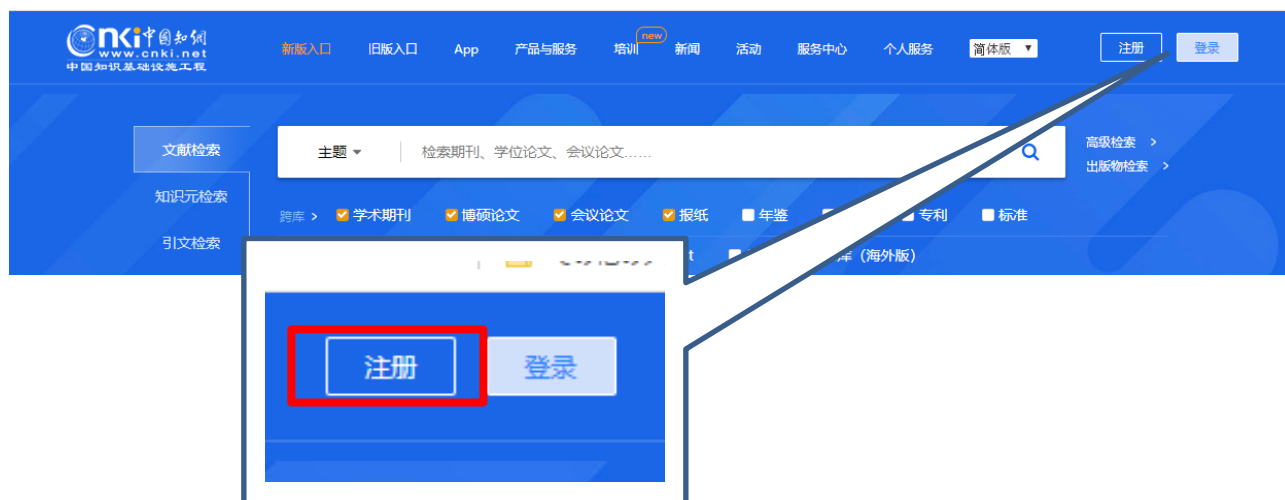 cnki中国知网
www.cnki.net
中国知识基础设施工程
新版入口 旧版入口 App 产品与服务 培训 new 新闻 活动 服务中心 个人服务 简体版 ▼ 注册 登录
文献检索 主题 检索期刊、学位论文、会议论文…… 高级检索 >
出版物检索 >
知识元检索
跨库 > 学术期刊 博硕论文 会议论文 报纸 年鉴 专利 标准
引文检索
(海外版)
注册 登录